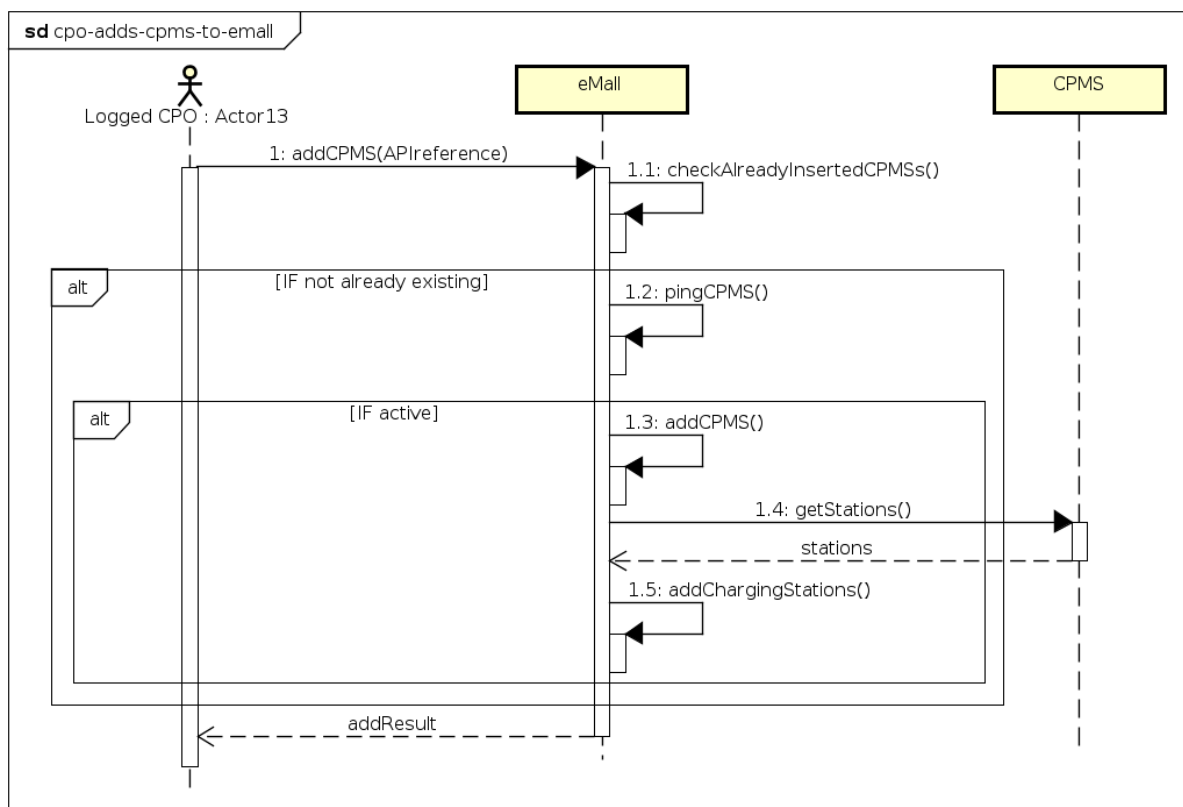 sd cpo-adds-cpms-to-emall
Logged CPO : Actor13
eMall
CPMS
1: addCPMS(APIreference)
1.1: checkAlreadyInsertedCPMSs()
alt
[IF not already existing]
1.2: pingCPMS()
alt
[IF active]
1.3: addCPMS()
1.4: getStations()
stations
1.5: addChargingStations()
addResult